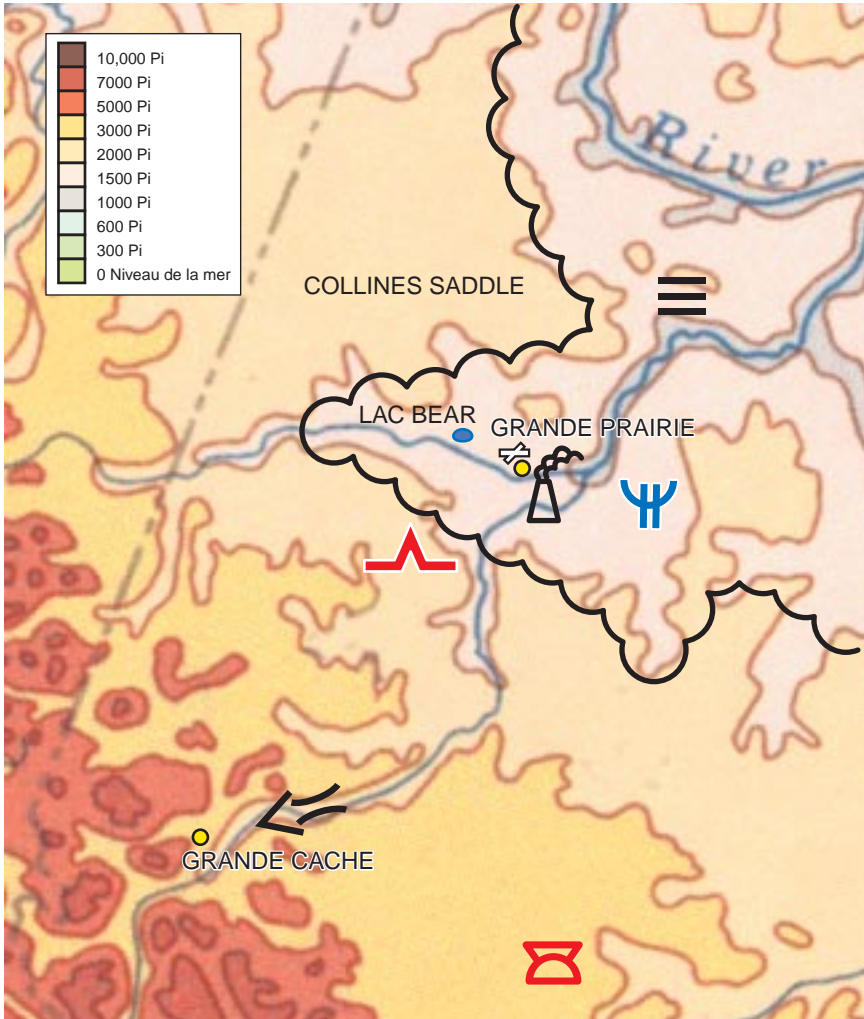 10,000 Pi
7000 Pi
5000 Pi
3000 Pi
2000 Pi
1500 Pi
1000 Pi
600 Pi
300 Pi
0 Niveau de la mer
River
COLLINES SADDLE
LAC BEAR
GRANDE PRAIRIE
GRANDE CACHE